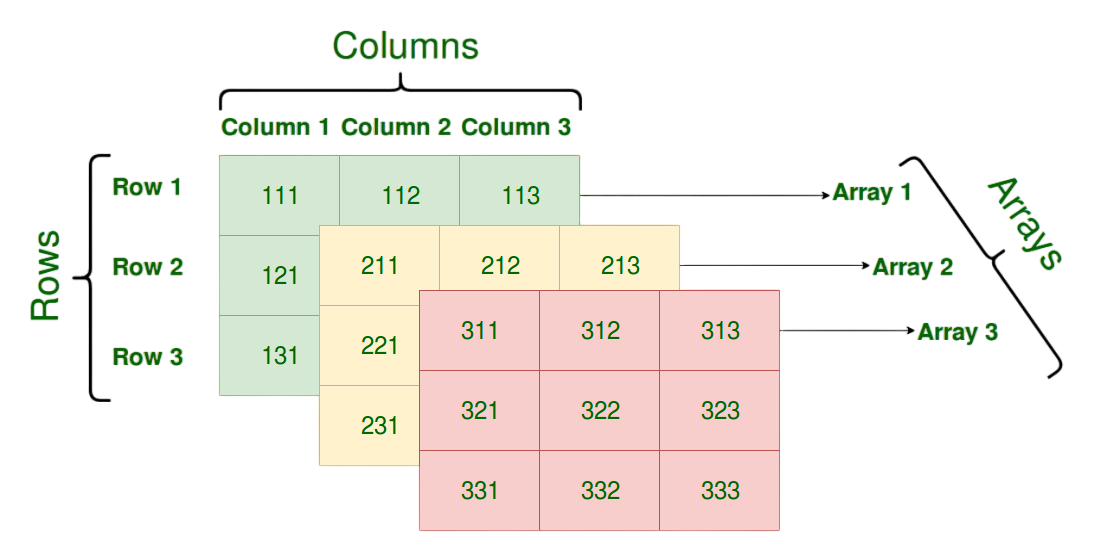 Columns
Column 1 Column 2 Column 3
Rows
Row 1
Row 2
Row 3
111 112 113
121
131
211 212 213
221
231
311 312 313
321 322 323
331 332 333
Array 1
Array 2
Array 3
Arrays